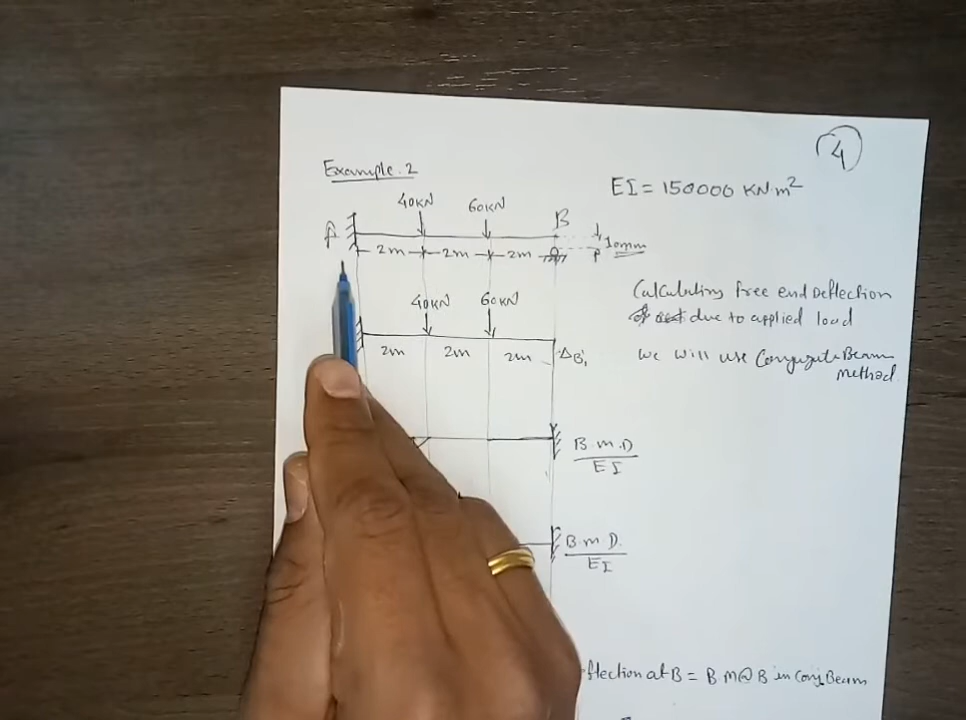 4
Example.2
EI = 150000 KN·m²
40KN 60KN B
A 10mm
2m 2m 2m
Calculating free end Deflection
due to applied load
40KN 60KN
2m 2m 2m ΔB₁
We will use Conjugate Beam
method.
B.M.D
EI
B.M.D.
EI
flection at B = BM@B in Conj.Beam